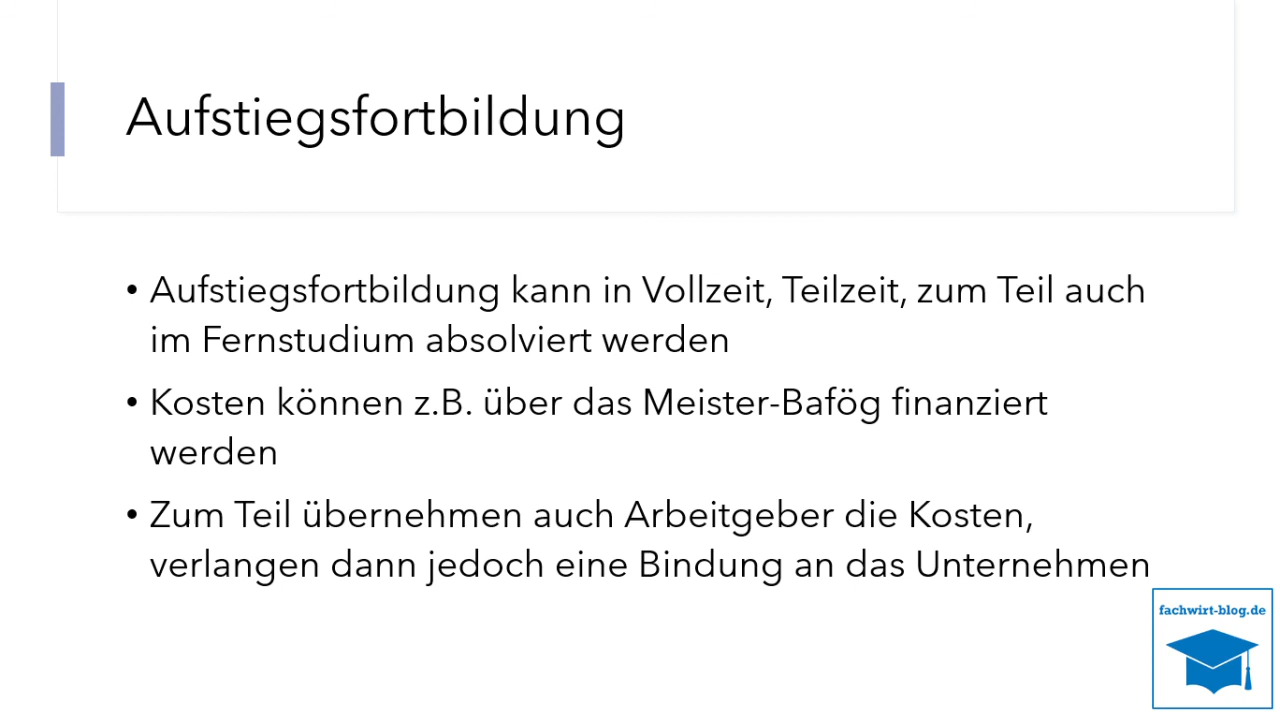 Aufstiegsfortbildung
• Aufstiegsfortbildung kann in Vollzeit, Teilzeit, zum Teil auch
im Fernstudium absolviert werden
• Kosten können z.B. über das Meister-Bafög finanziert
werden
• Zum Teil übernehmen auch Arbeitgeber die Kosten,
verlangen dann jedoch eine Bindung an das Unternehmen
fachwirt-blog.de